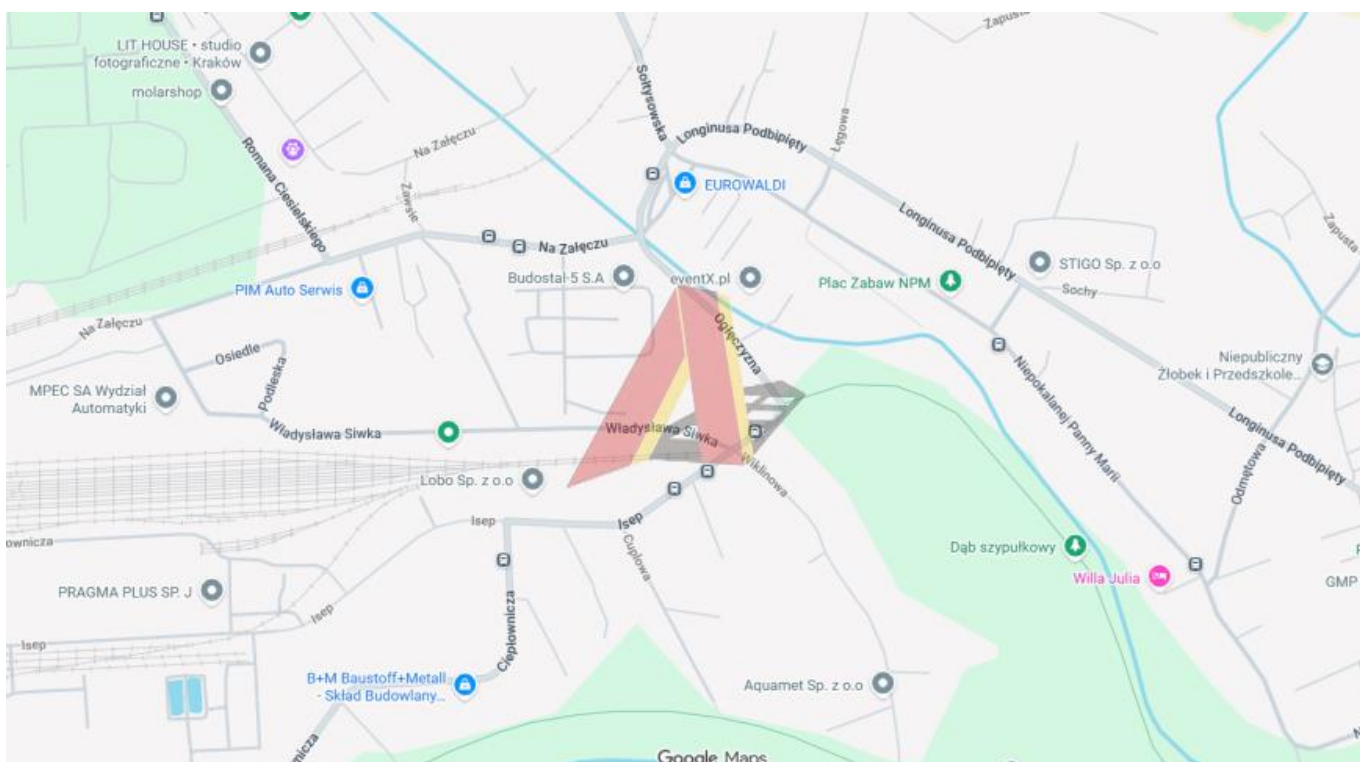 LIT HOUSE • studio
fotograficzne • Kraków
molarshop
Na Załęczu
Zawsie
Romana Ciesielskiego
Sołtysowska
Longinusa Podbipięty
Łęgowa
Zapusta
EUROWALDI
Na Załęczu
Budostal-5 S.A
eventX.pl
Plac Zabaw NPM
Longinusa Podbipięty
STIGO Sp. z o.o
Sochy
Zapusta
PIM Auto Serwis
Na Załęczu
Osiedle
Podleska
Ogłęczyzna
Niepokalanej Panny Marii
Niepubliczny
Żłobek i Przedszkole...
MPEC SA Wydział
Automatyki
Władysława Siwka
Władysława Siwka
Wiklinowa
Longinusa Podbipięty
Odmętowa
Lobo Sp. z o.o
Isep
Isep
Cuplowa
ownicza
PRAGMA PLUS SP. J
Isep
Isep
Ciepłownicza
Dąb szypułkowy
Willa Julia
GMP
B+M Baustoff+Metall
- Skład Budowlany...
Aquamet Sp. z o.o
wnicza
Google Maps